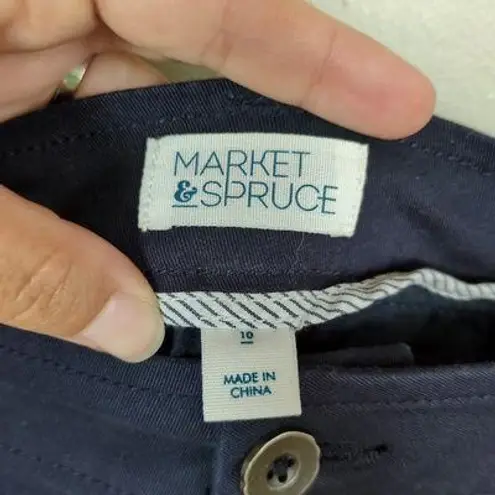 MARKET
& SPRUCE
10
MADE IN
CHINA